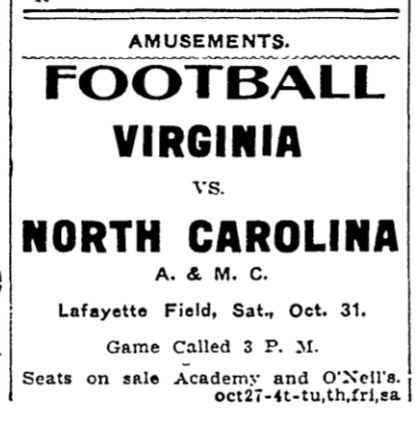 AMUSEMENTS.
FOOTBALL
VIRGINIA
VS.
NORTH CAROLINA
A. & M. C.
Lafayette Field, Sat., Oct. 31.
Game Called 3 P. M.
Seats on sale Academy and O'Neil's.
oct27-4t-tu,th,fri,sa